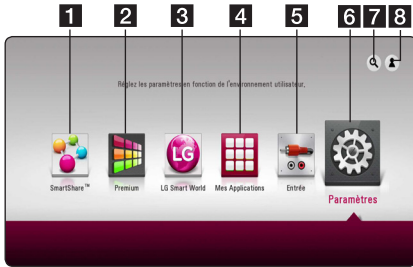 1 2 3 4 5 6 7 8
Réglez les paramètres en fonction de l'environnement utilisateur.
LG
SmartShare™ Premium LG Smart World Mes Applications Entrée Paramètres